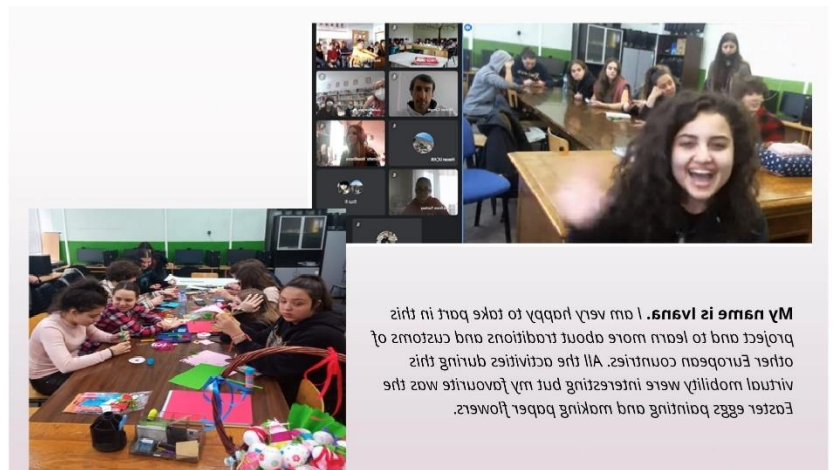 My name is Ivana. I am very happy to take part in this
project and to learn more about traditions and customs of
other European countries. All the activities during this
virtual mobility were interesting but my favourite was the
Easter eggs painting and making paper flowers.